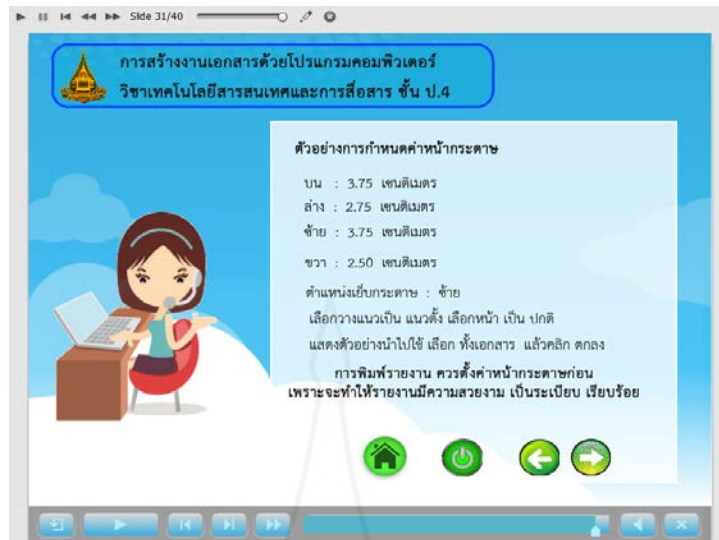 Slide 31/40
การสร้างงานเอกสารด้วยโปรแกรมคอมพิวเตอร์
วิชาเทคโนโลยีสารสนเทศและการสื่อสาร ชั้น ป.4
ตัวอย่างการกำหนดค่าหน้ากระดาษ
บน : 3.75 เซนติเมตร
ล่าง : 2.75 เซนติเมตร
ซ้าย : 3.75 เซนติเมตร
ขวา : 2.50 เซนติเมตร
ตำแหน่งเย็บกระดาษ : ซ้าย
เลือกวางแนวเป็น แนวตั้ง เลือกหน้า เป็น ปกติ
แสดงตัวอย่างนำไปใช้ เลือก ทั้งเอกสาร แล้วคลิก ตกลง
การพิมพ์รายงาน ควรตั้งค่าหน้ากระดาษก่อน
เพราะจะทำให้รายงานมีความสวยงาม เป็นระเบียบ เรียบร้อย